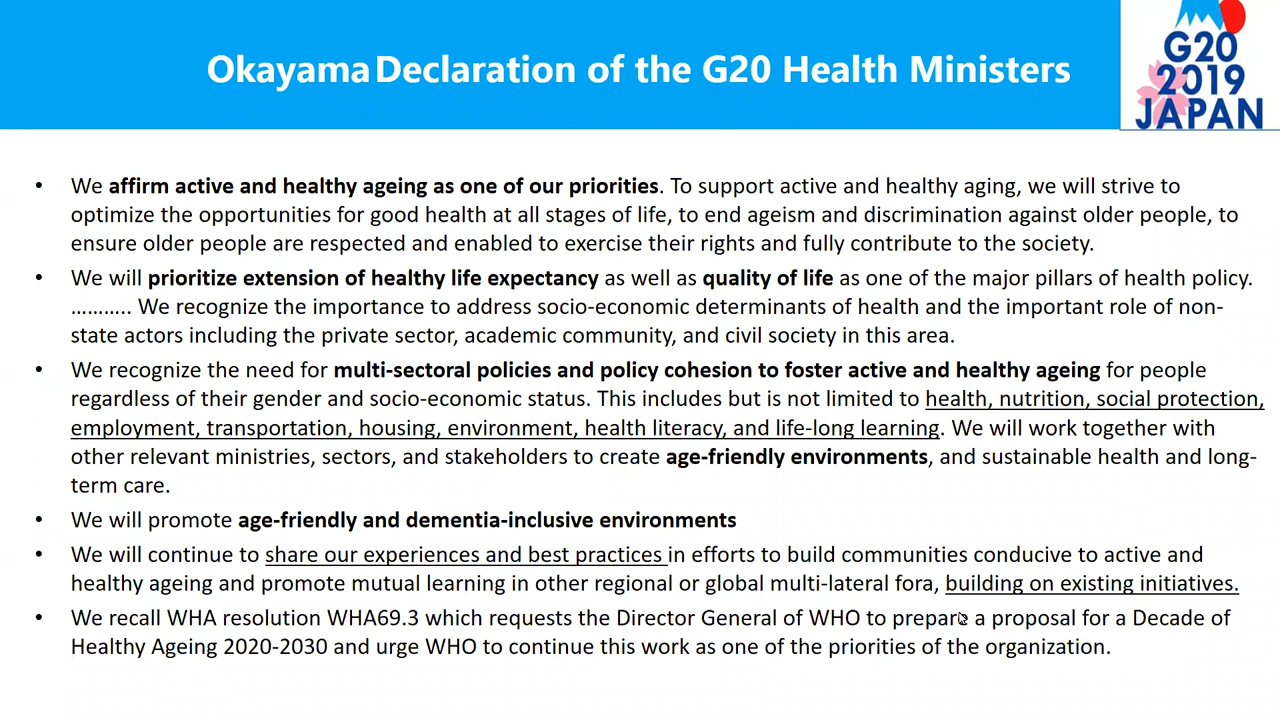 Okayama Declaration of the G20 Health Ministers
G20
2019
JAPAN
• We affirm active and healthy ageing as one of our priorities. To support active and healthy aging, we will strive to
optimize the opportunities for good health at all stages of life, to end ageism and discrimination against older people, to
ensure older people are respected and enabled to exercise their rights and fully contribute to the society.
• We will prioritize extension of healthy life expectancy as well as quality of life as one of the major pillars of health policy.
……….. We recognize the importance to address socio-economic determinants of health and the important role of non-
state actors including the private sector, academic community, and civil society in this area.
• We recognize the need for multi-sectoral policies and policy cohesion to foster active and healthy ageing for people
regardless of their gender and socio-economic status. This includes but is not limited to health, nutrition, social protection,
employment, transportation, housing, environment, health literacy, and life-long learning. We will work together with
other relevant ministries, sectors, and stakeholders to create age-friendly environments, and sustainable health and long-
term care.
• We will promote age-friendly and dementia-inclusive environments
• We will continue to share our experiences and best practices in efforts to build communities conducive to active and
healthy ageing and promote mutual learning in other regional or global multi-lateral fora, building on existing initiatives.
• We recall WHA resolution WHA69.3 which requests the Director General of WHO to prepare a proposal for a Decade of
Healthy Ageing 2020-2030 and urge WHO to continue this work as one of the priorities of the organization.